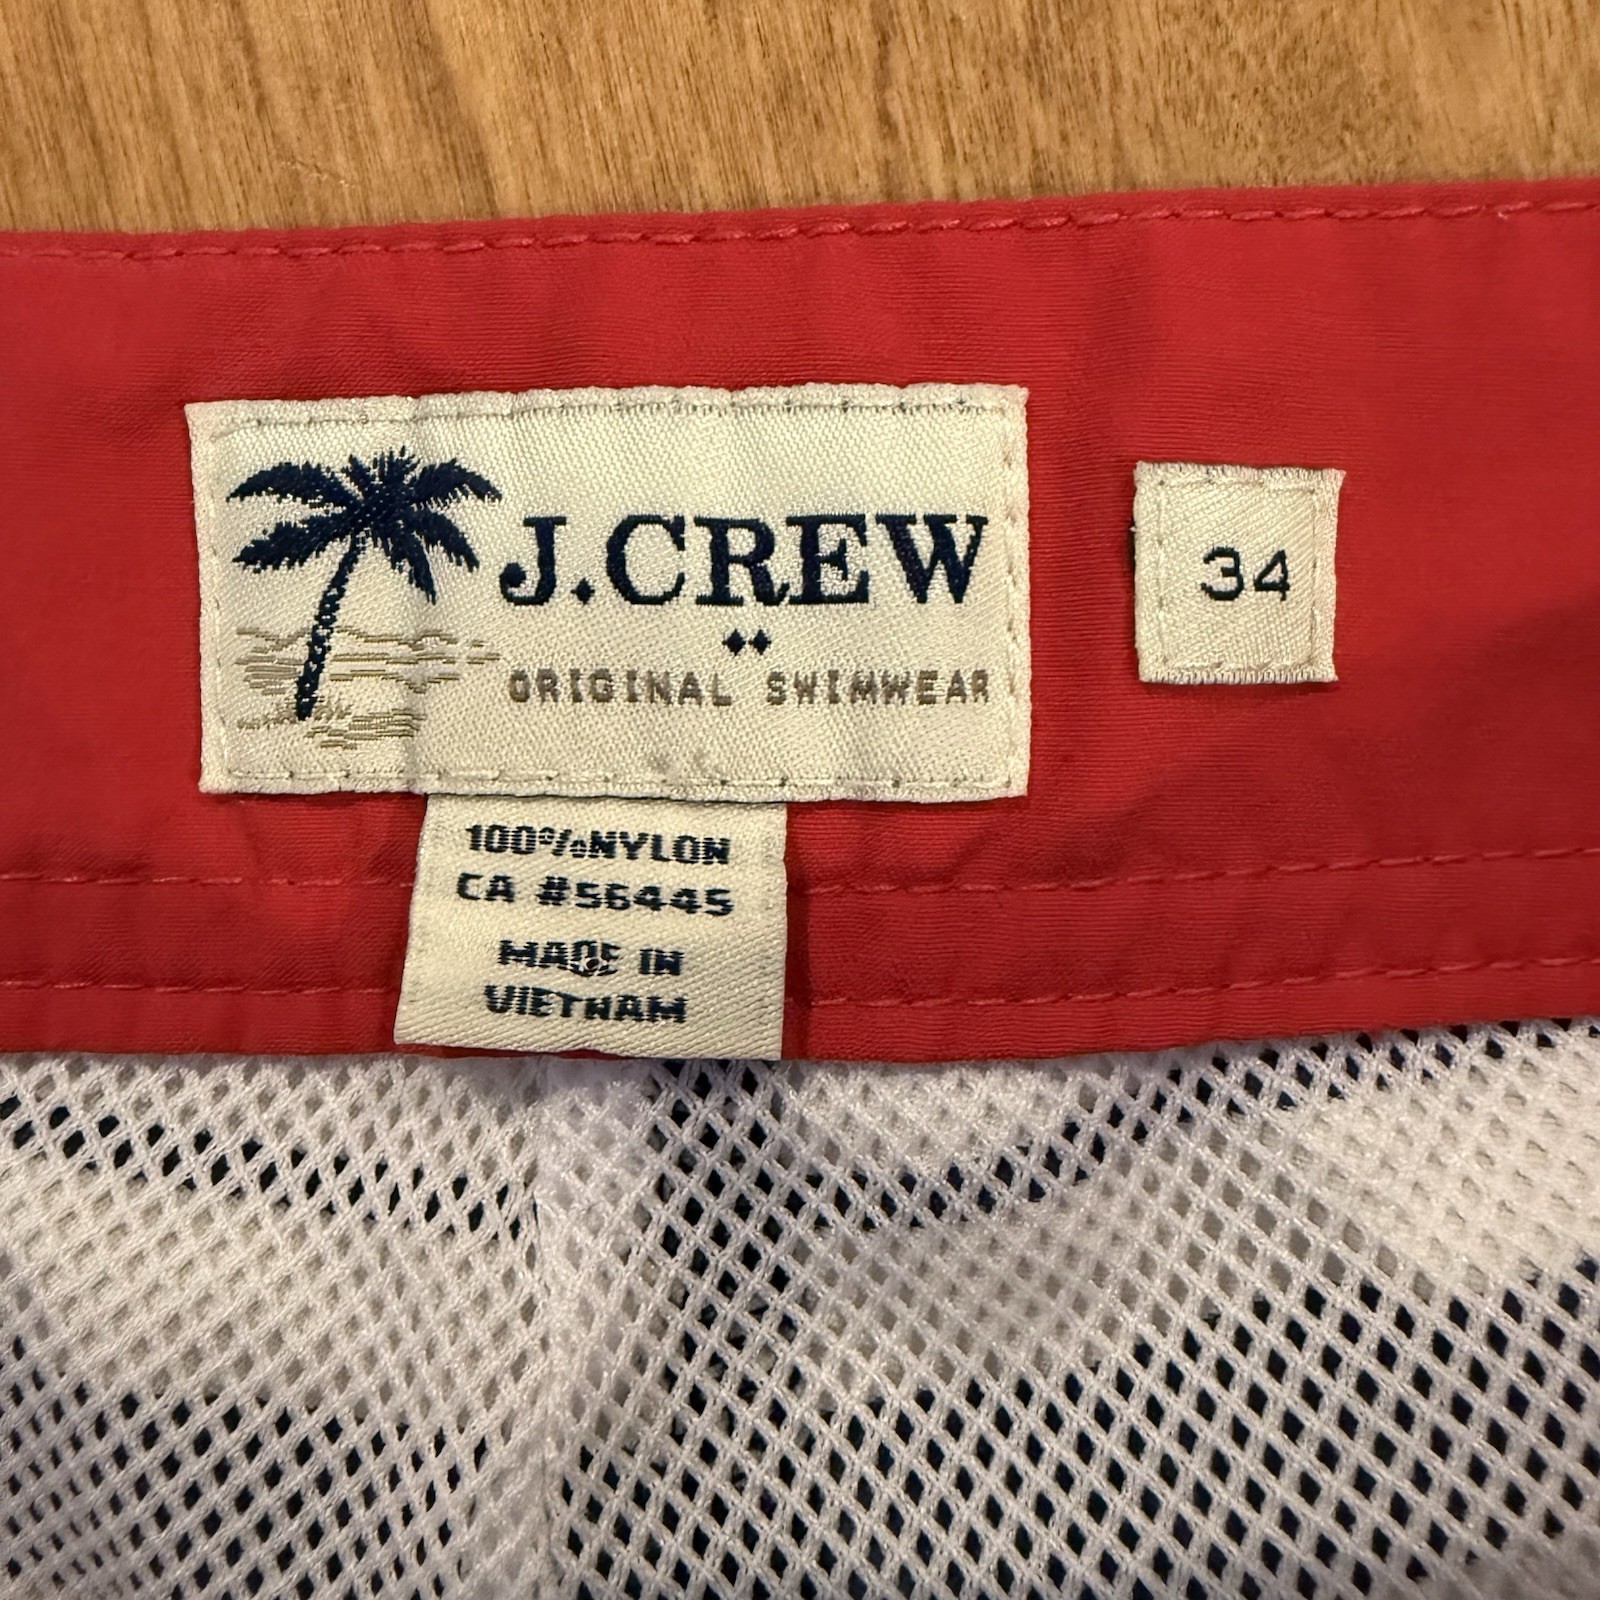 J.CREW
ORIGINAL SWIMWEAR
34
100%NYLON
CA #56445
MADE IN
VIETNAM